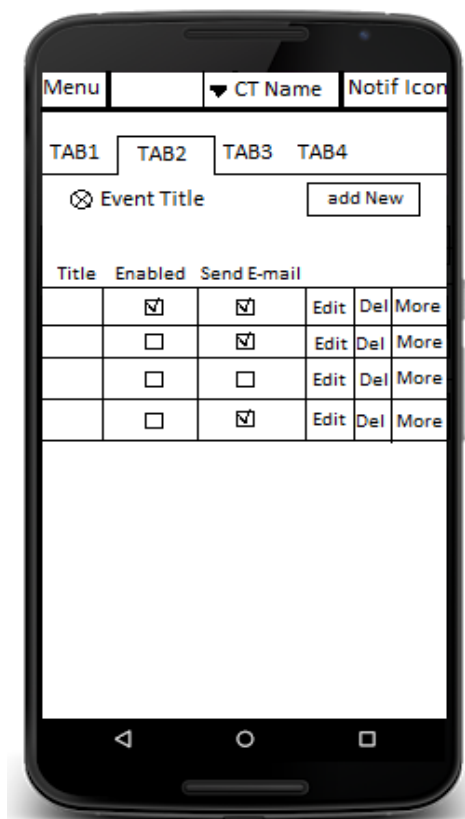 Menu CT Name Notif Icon
TAB1 TAB2 TAB3 TAB4
Event Title add New
Title Enabled Send E-mail
Edit Del More
Edit Del More
Edit Del More
Edit Del More